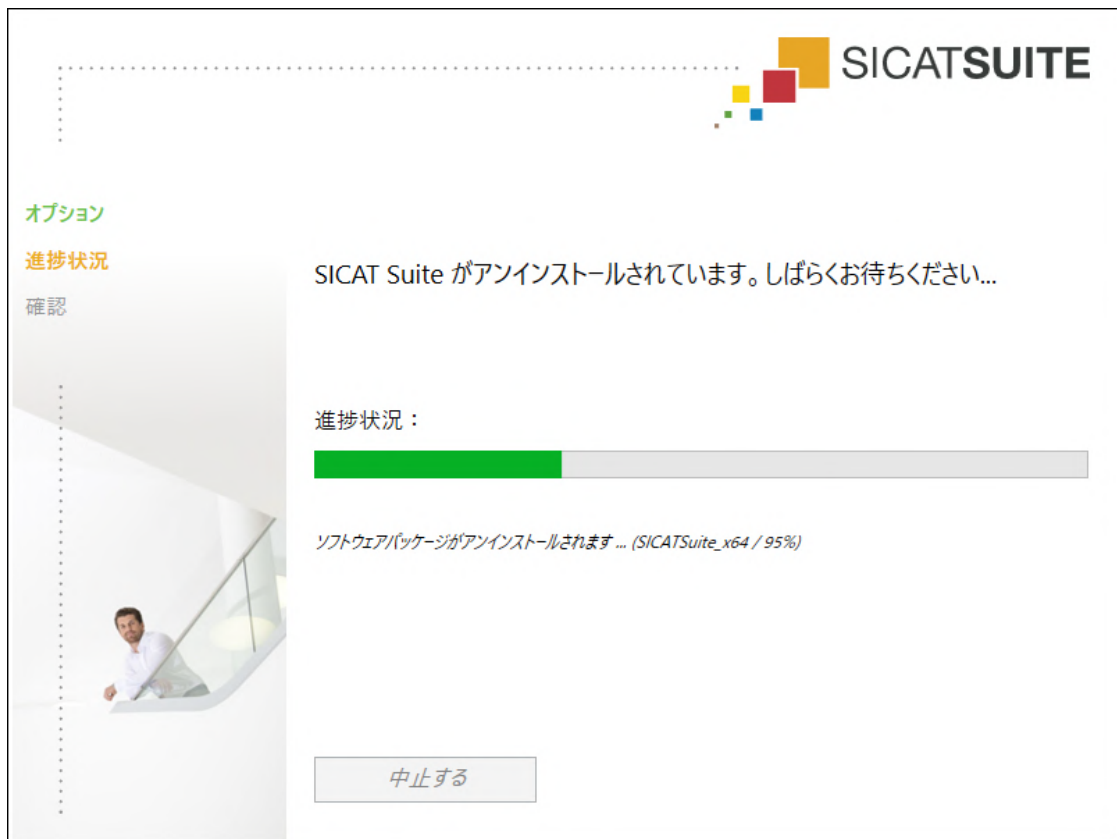 SICATSUITE
オプション
進捗状況
確認
SICAT Suite がアンインストールされています。しばらくお待ちください...
進捗状況：
ソフトウェアパッケージがアンインストールされます ... (SICATSuite_x64 / 95%)
中止する